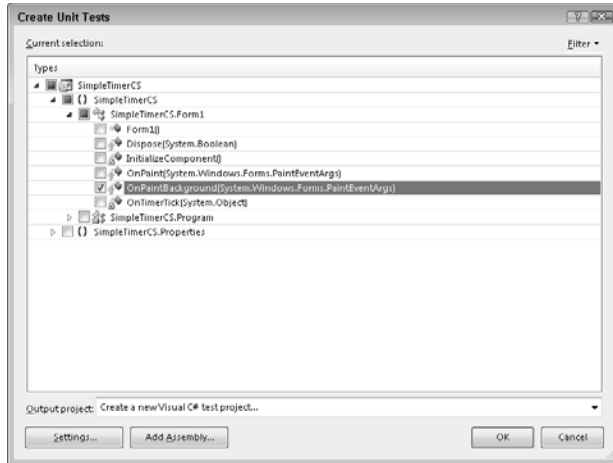 Create Unit Tests
Current selection:
Filter
Types
SimpleTimerCS
{ } SimpleTimerCS
SimpleTimerCS.Form1
Form1()
Dispose(System.Boolean)
InitializeComponent()
OnPaint(System.Windows.Forms.PaintEventArgs)
OnPaintBackground(System.Windows.Forms.PaintEventArgs)
OnTimerTick(System.Object)
SimpleTimerCS.Program
{ } SimpleTimerCS.Properties
Output project: Create a new Visual C# test project...
Settings... Add Assembly... OK Cancel